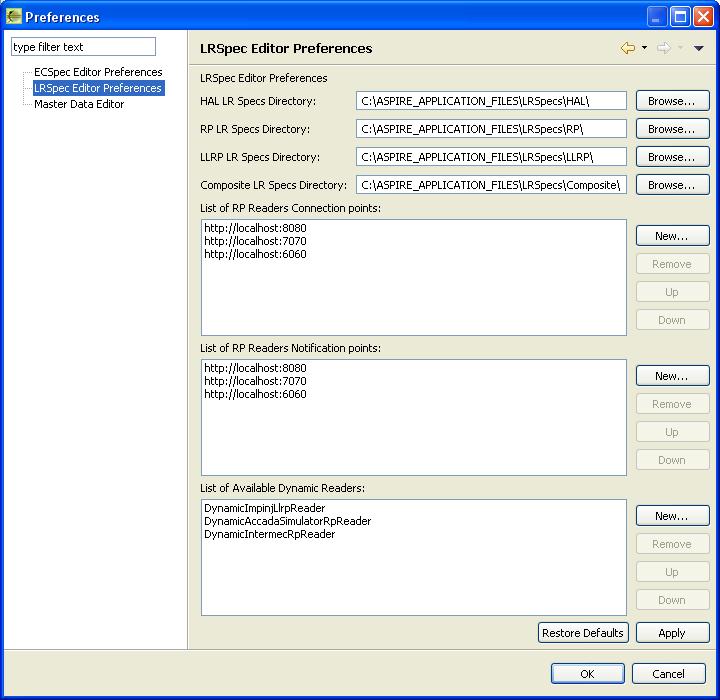 Preferences
type filter text
ECSpec Editor Preferences
LRSpec Editor Preferences
Master Data Editor
LRSpec Editor Preferences
LRSpec Editor Preferences
HAL LR Specs Directory: C:\ASPIRE_APPLICATION_FILES\LRSpecs\HAL\ Browse...
RP LR Specs Directory: C:\ASPIRE_APPLICATION_FILES\LRSpecs\RP\ Browse...
LLRP LR Specs Directory: C:\ASPIRE_APPLICATION_FILES\LRSpecs\LLRP\ Browse...
Composite LR Specs Directory: C:\ASPIRE_APPLICATION_FILES\LRSpecs\Composite\ Browse...
List of RP Readers Connection points:
http://localhost:8080
http://localhost:7070
http://localhost:6060
New...
Remove
Up
Down
List of RP Readers Notification points:
http://localhost:8080
http://localhost:7070
http://localhost:6060
New...
Remove
Up
Down
List of Available Dynamic Readers:
DynamicImpinjLlrpReader
DynamicAccadaSimulatorRpReader
DynamicIntermecRpReader
New...
Remove
Up
Down
Restore Defaults Apply
OK Cancel